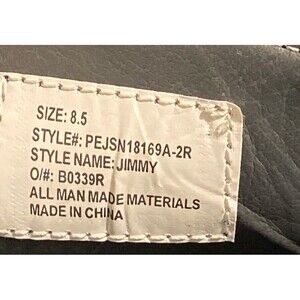 SIZE: 8.5
STYLE#: PEJSN18169A-2R
STYLE NAME: JIMMY
O/#: B0339R
ALL MAN MADE MATERIALS
MADE IN CHINA